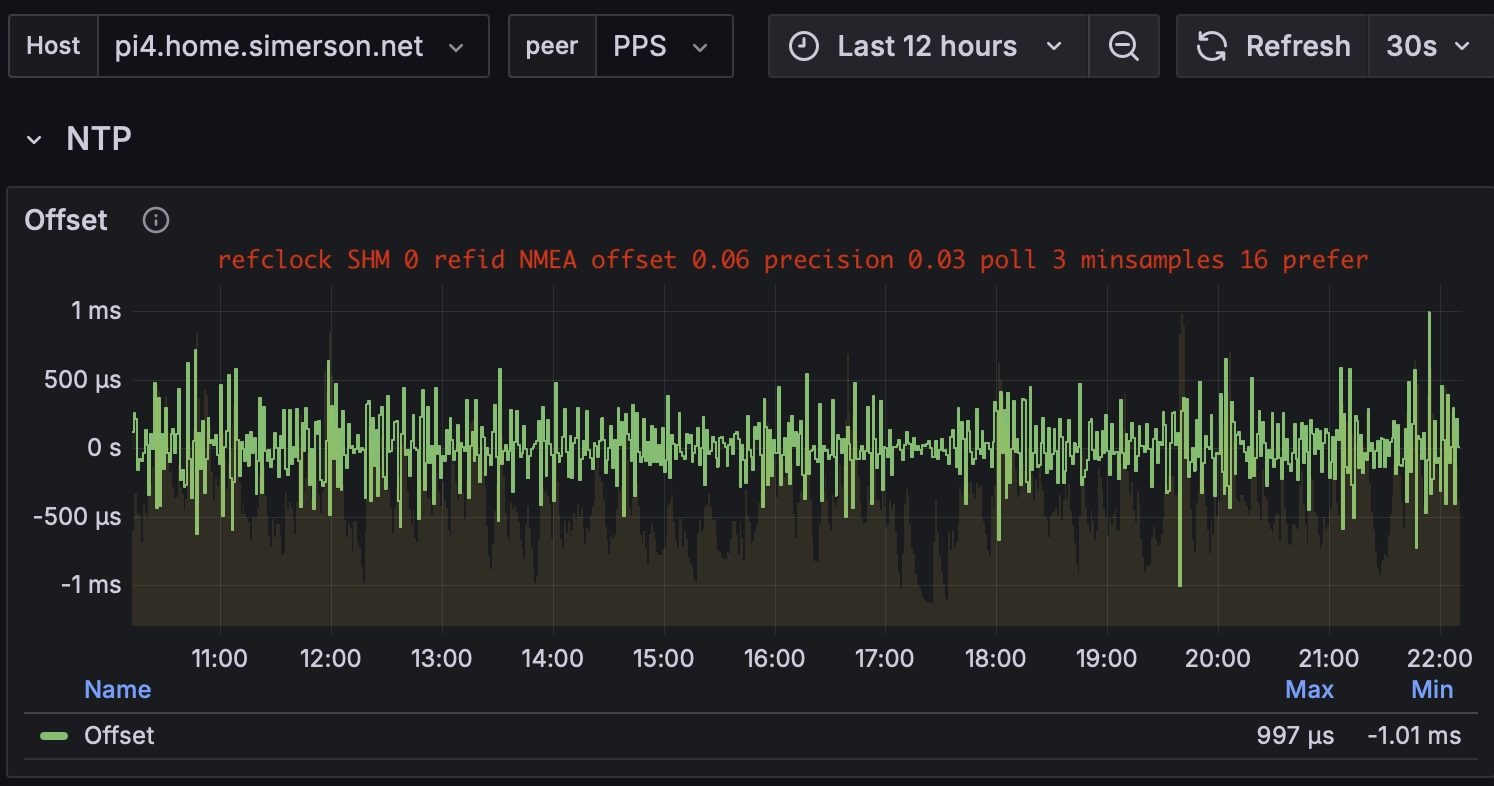 Host pi4.home.simerson.net peer PPS Last 12 hours Refresh 30s
NTP
Offset
refclock SHM 0 refid NMEA offset 0.06 precision 0.03 poll 3 minsamples 16 prefer
1 ms
500 µs
0 s
-500 µs
-1 ms
11:00 12:00 13:00 14:00 15:00 16:00 17:00 18:00 19:00 20:00 21:00 22:00
Name Max Min
Offset 997 µs -1.01 ms